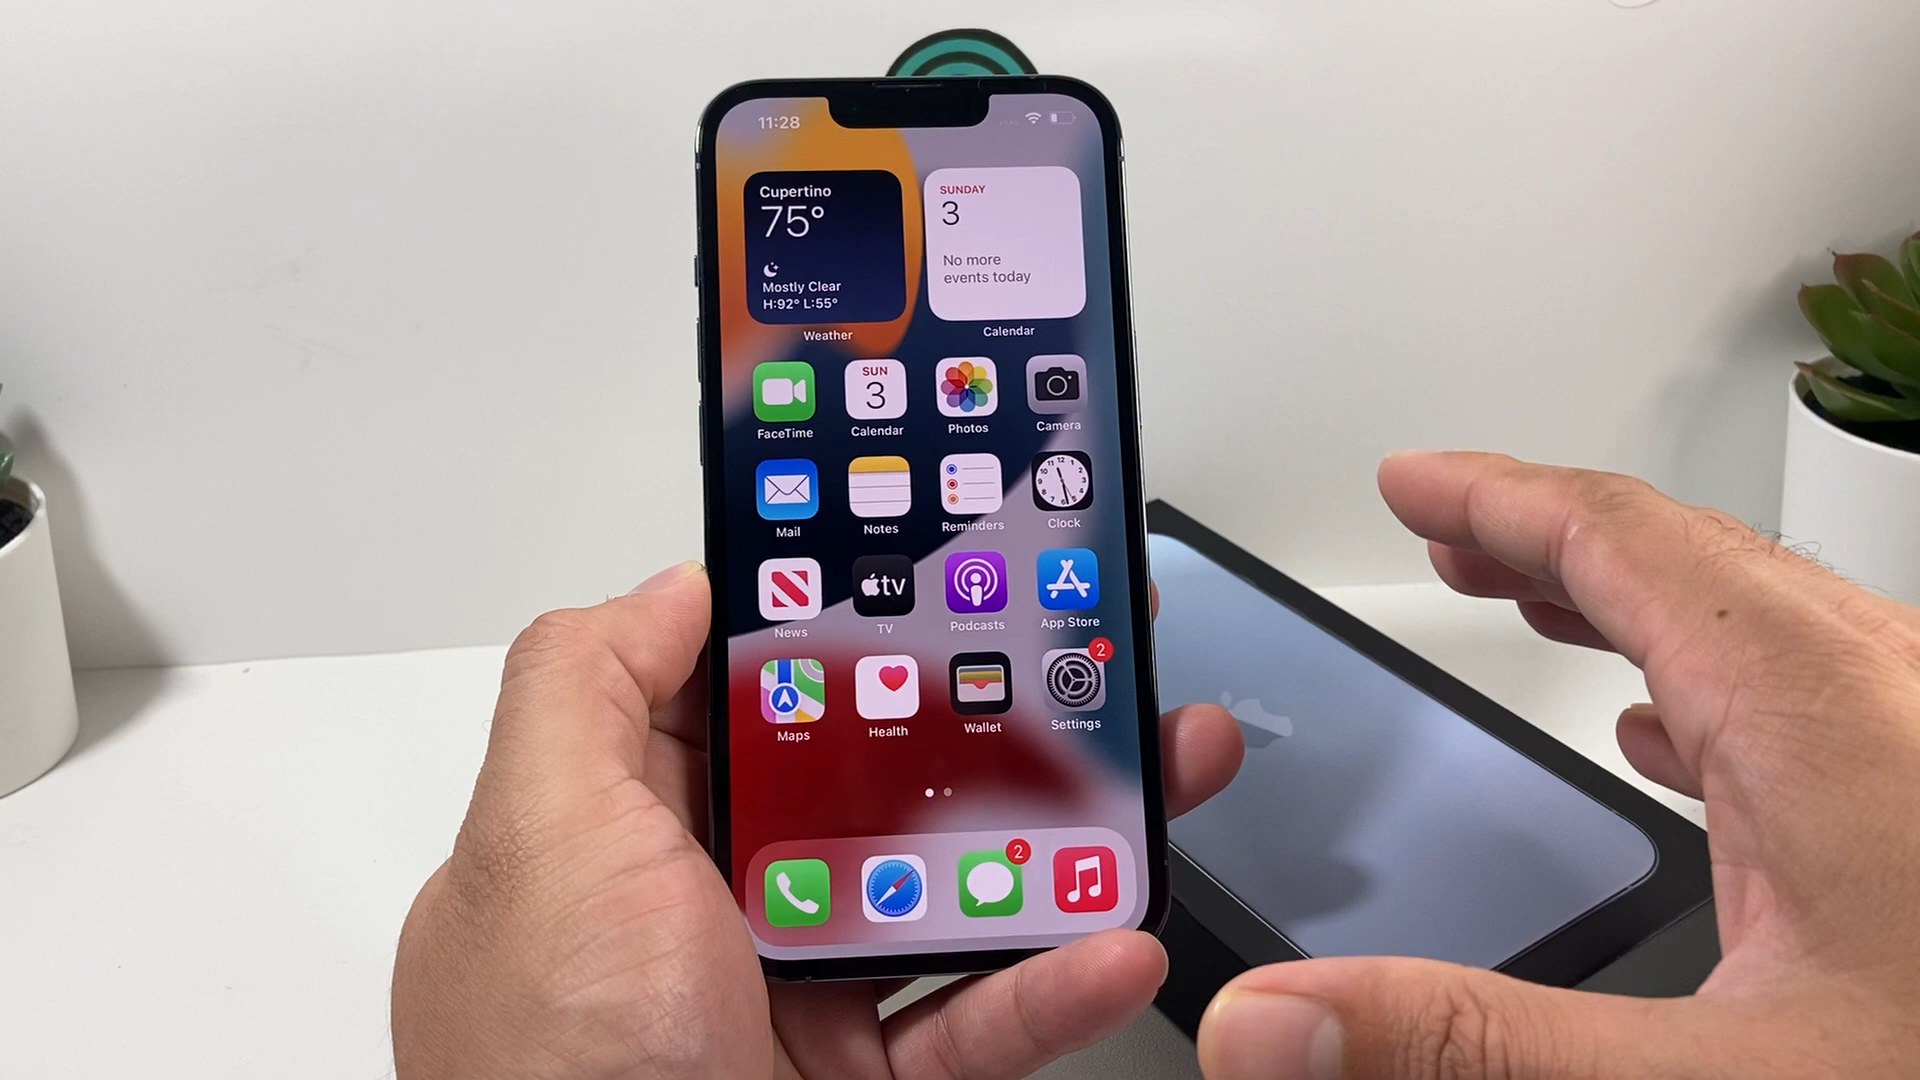 11:28
Cupertino
75°
Mostly Clear
H:92° L:55°
Weather
SUNDAY
3
No more
events today
Calendar
FaceTime
SUN
3
Calendar
Photos
Camera
Mail
Notes
Reminders
Clock
News
tv
TV
Podcasts
App Store
Maps
Health
Wallet
2
Settings
2